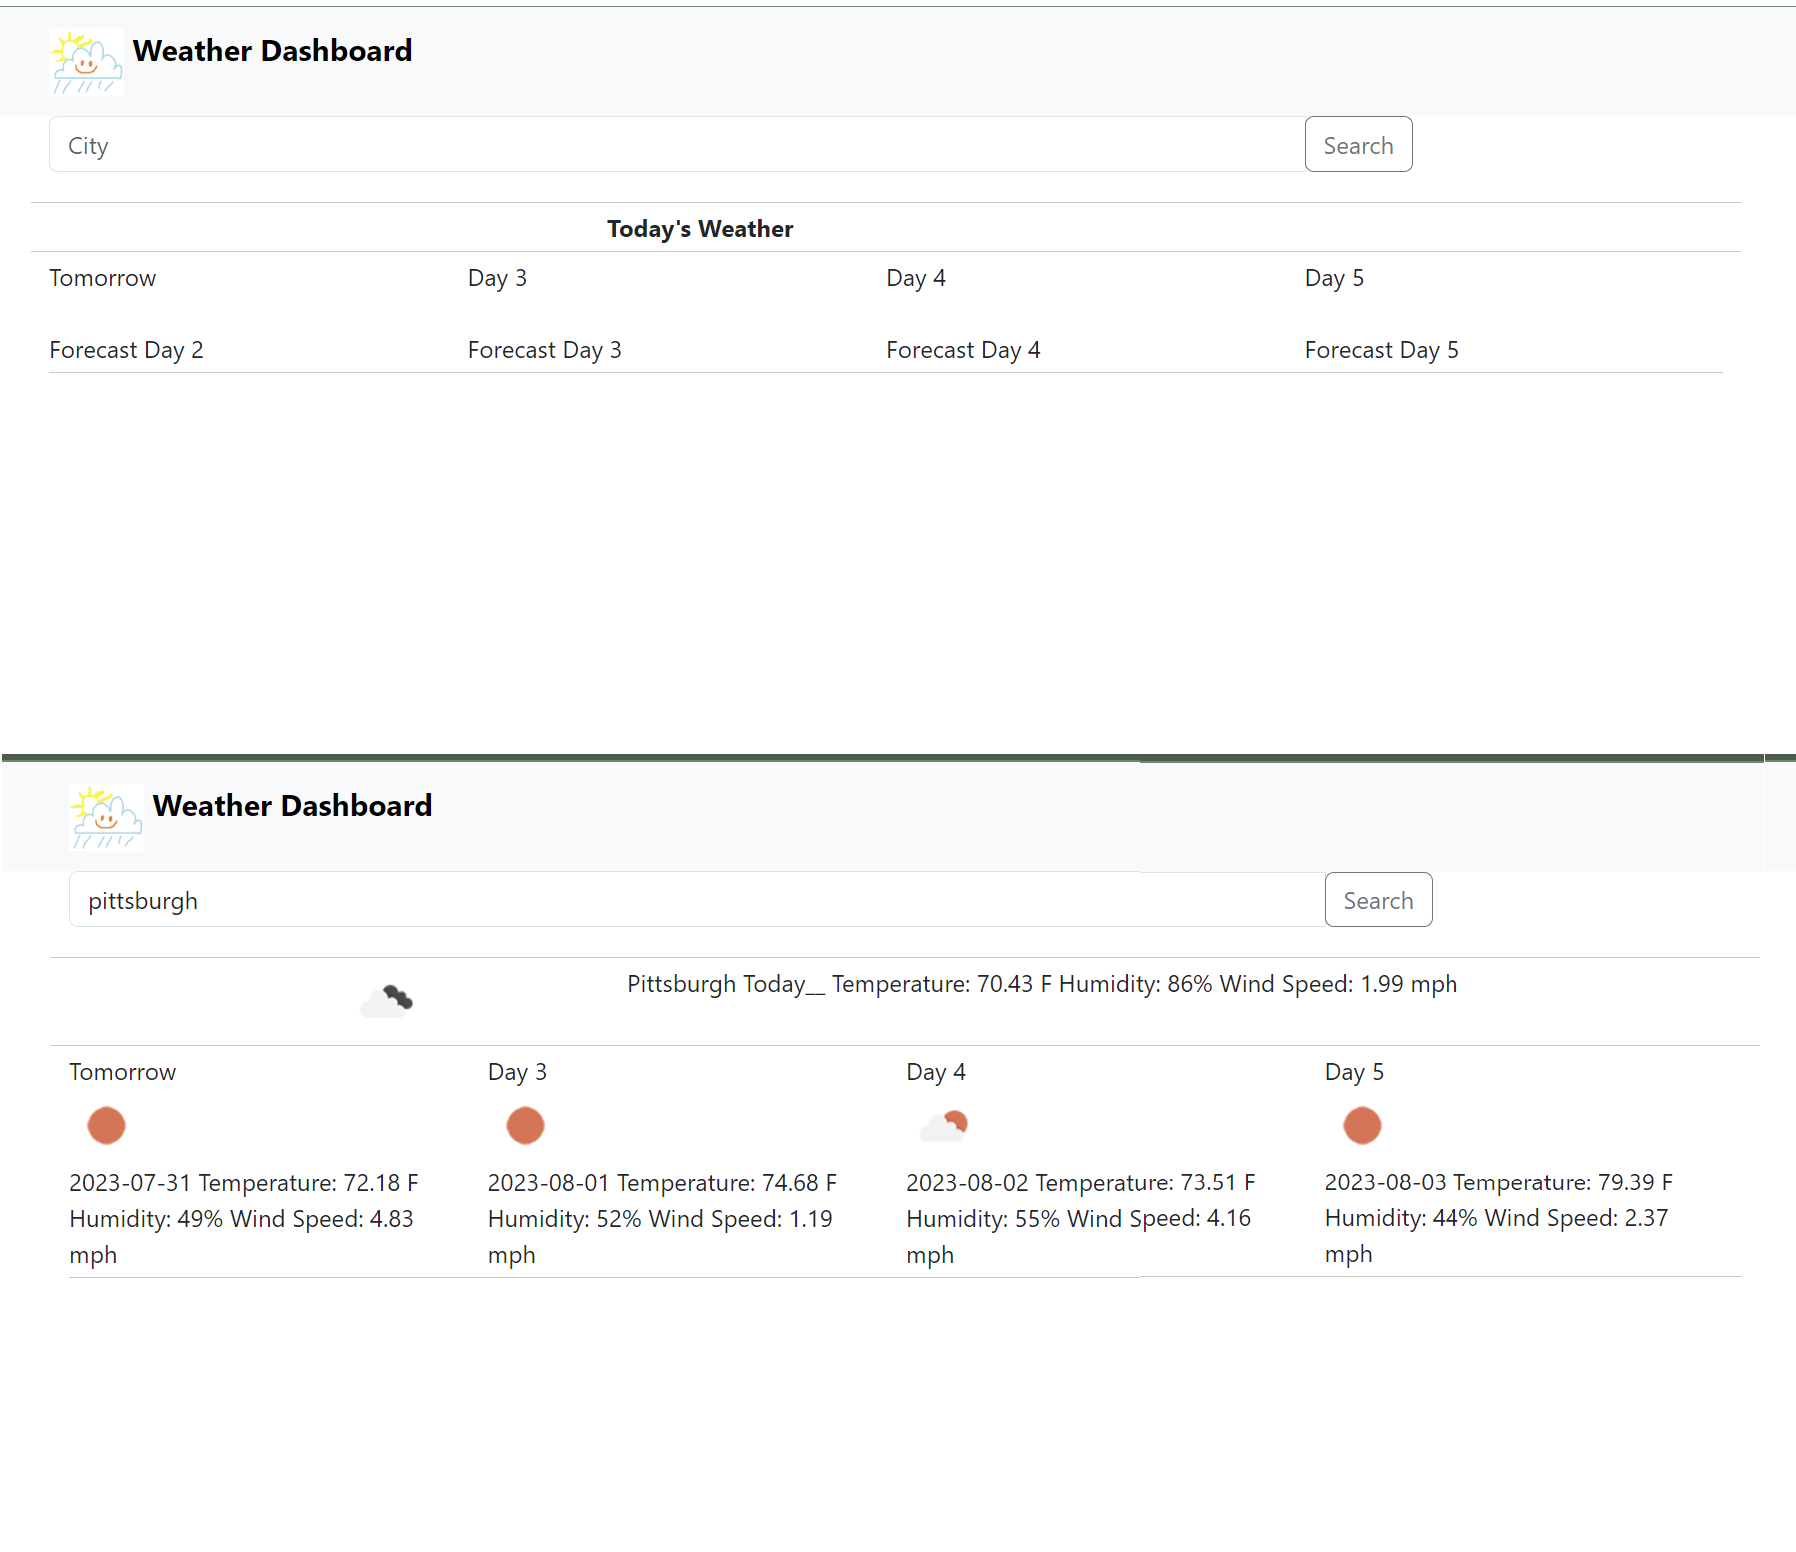 Weather Dashboard
City
Search
Today's Weather
Tomorrow
Day 3
Day 4
Day 5
Forecast Day 2
Forecast Day 3
Forecast Day 4
Forecast Day 5
Weather Dashboard
pittsburgh
Search
Pittsburgh Today__ Temperature: 70.43 F Humidity: 86% Wind Speed: 1.99 mph
Tomorrow
2023-07-31 Temperature: 72.18 F
Humidity: 49% Wind Speed: 4.83
mph
Day 3
2023-08-01 Temperature: 74.68 F
Humidity: 52% Wind Speed: 1.19
mph
Day 4
2023-08-02 Temperature: 73.51 F
Humidity: 55% Wind Speed: 4.16
mph
Day 5
2023-08-03 Temperature: 79.39 F
Humidity: 44% Wind Speed: 2.37
mph